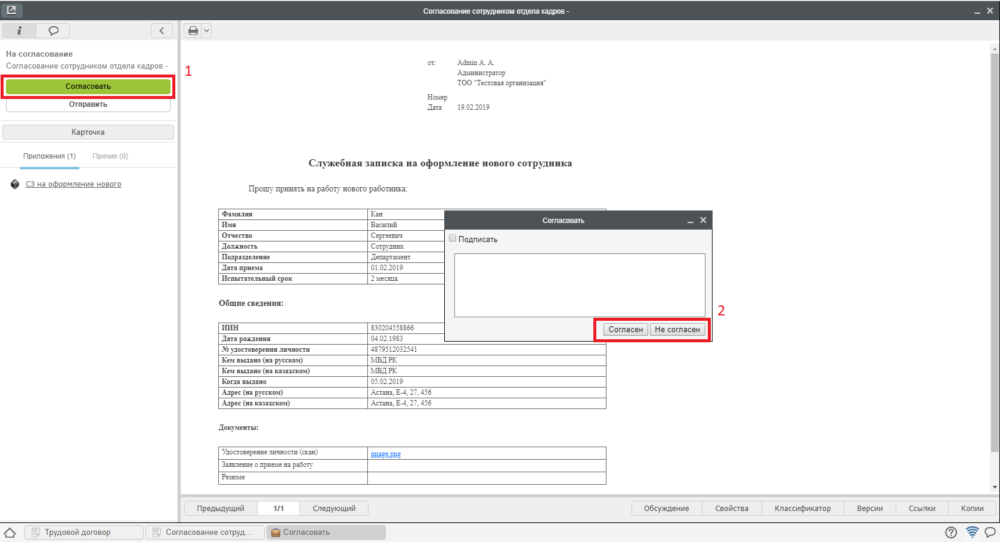 Согласование сотрудником отдела кадров -
На согласование
Согласование сотрудником отдела кадров -
1
Согласовать
Отправить
Карточка
Приложения (1) Прочие (0)
СЗ на оформление нового
от: Admin A. A.
Администратор
ТОО "Тестовая организация"
Номер
Дата 19.02.2019
Служебная записка на оформление нового сотрудника
Прошу принять на работу нового работника:
Фамилия Кан
Имя Василий
Отчество Сергеевич
Должность Сотрудник
Подразделение Департамент
Дата приема 01.02.2019
Испытательный срок 2 месяца
Согласовать
Подписать
2
Согласен Не согласен
Общие сведения:
ИИН 830204558866
Дата рождения 04.02.1983
№ удостоверения личности 4879512032541
Кем выдано (на русском) МВД РК
Кем выдано (на казахском) МВД РК
Когда выдано 05.02.2019
Адрес (на русском) Астана, Е-4, 27, 456
Адрес (на казахском) Астана, Е-4, 27, 456
Документы:
Удостоверение личности (скан) image.png
Заявление о приеме на работу
Резюме
Предыдущий 1/1 Следующий Обсуждение Свойства Классификатор Версии Ссылки Копии
Трудовой договор Согласование сотруд... Согласовать